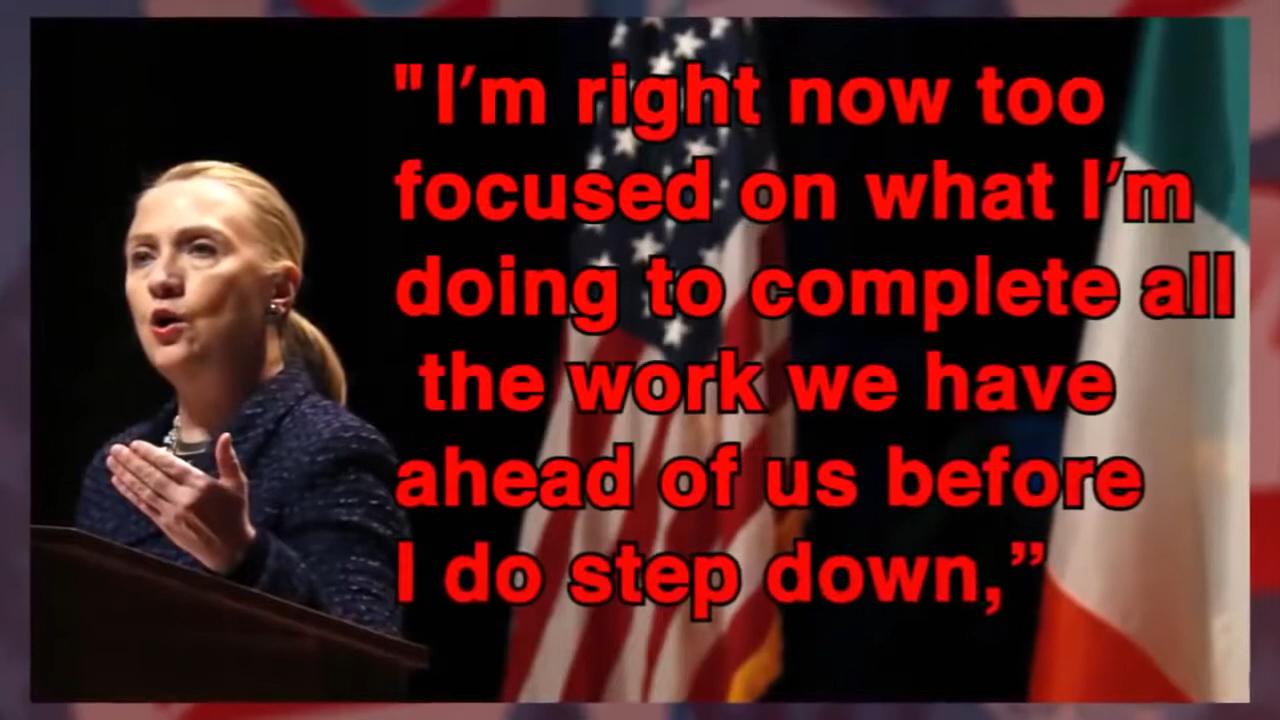 "I'm right now too
focused on what I'm
doing to complete all
the work we have
ahead of us before
I do step down,”